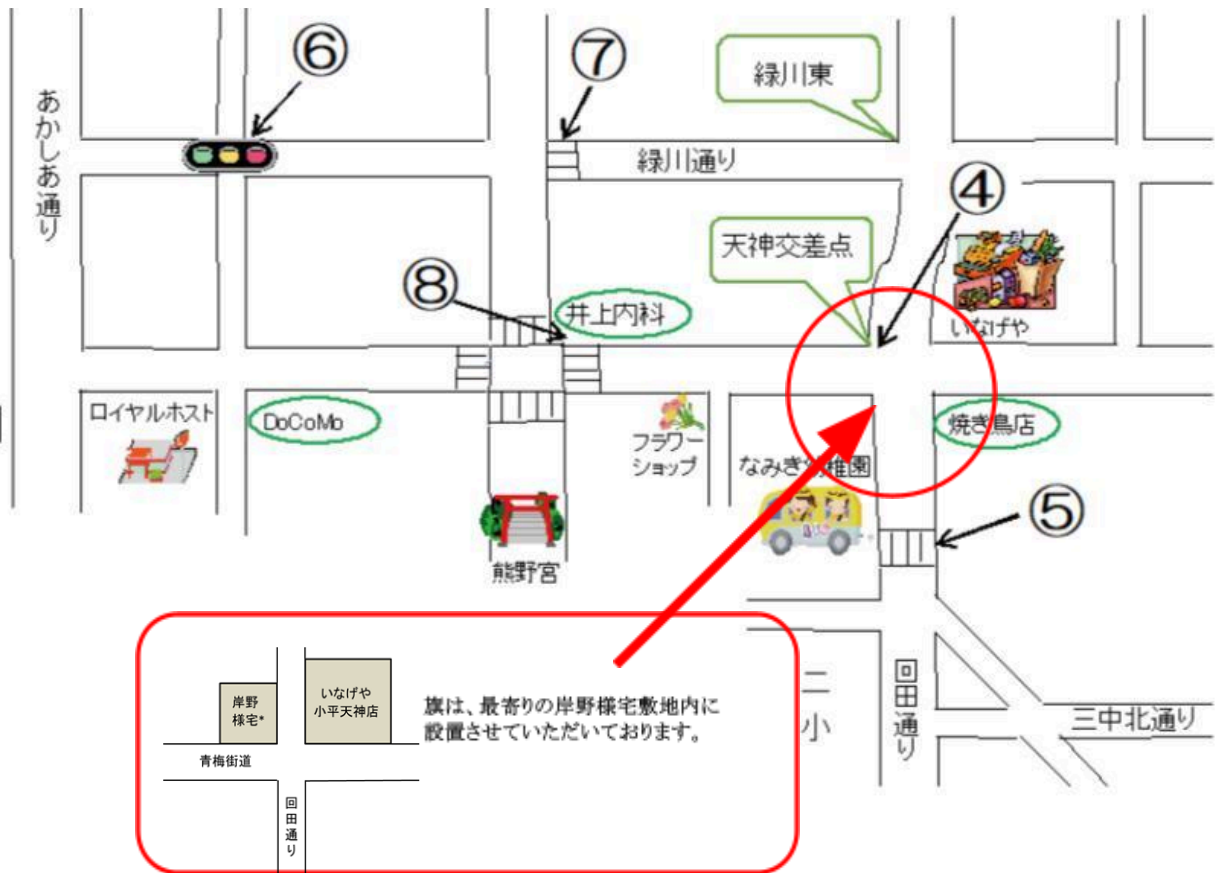 ⑥
⑦
緑川東
あかしあ通り
緑川通り
④
天神交差点
⑧
井上内科
いなげや
ロイヤルホスト
DoCoMo
フラワー
ショップ
なみき幼稚園
焼き鳥店
⑤
熊野宮
二小
回田通り
三中北通り
岸野
様宅*
いなげや
小平天神店
青梅街道
回田通り
旗は、最寄りの岸野様宅敷地内に
設置させていただいております。